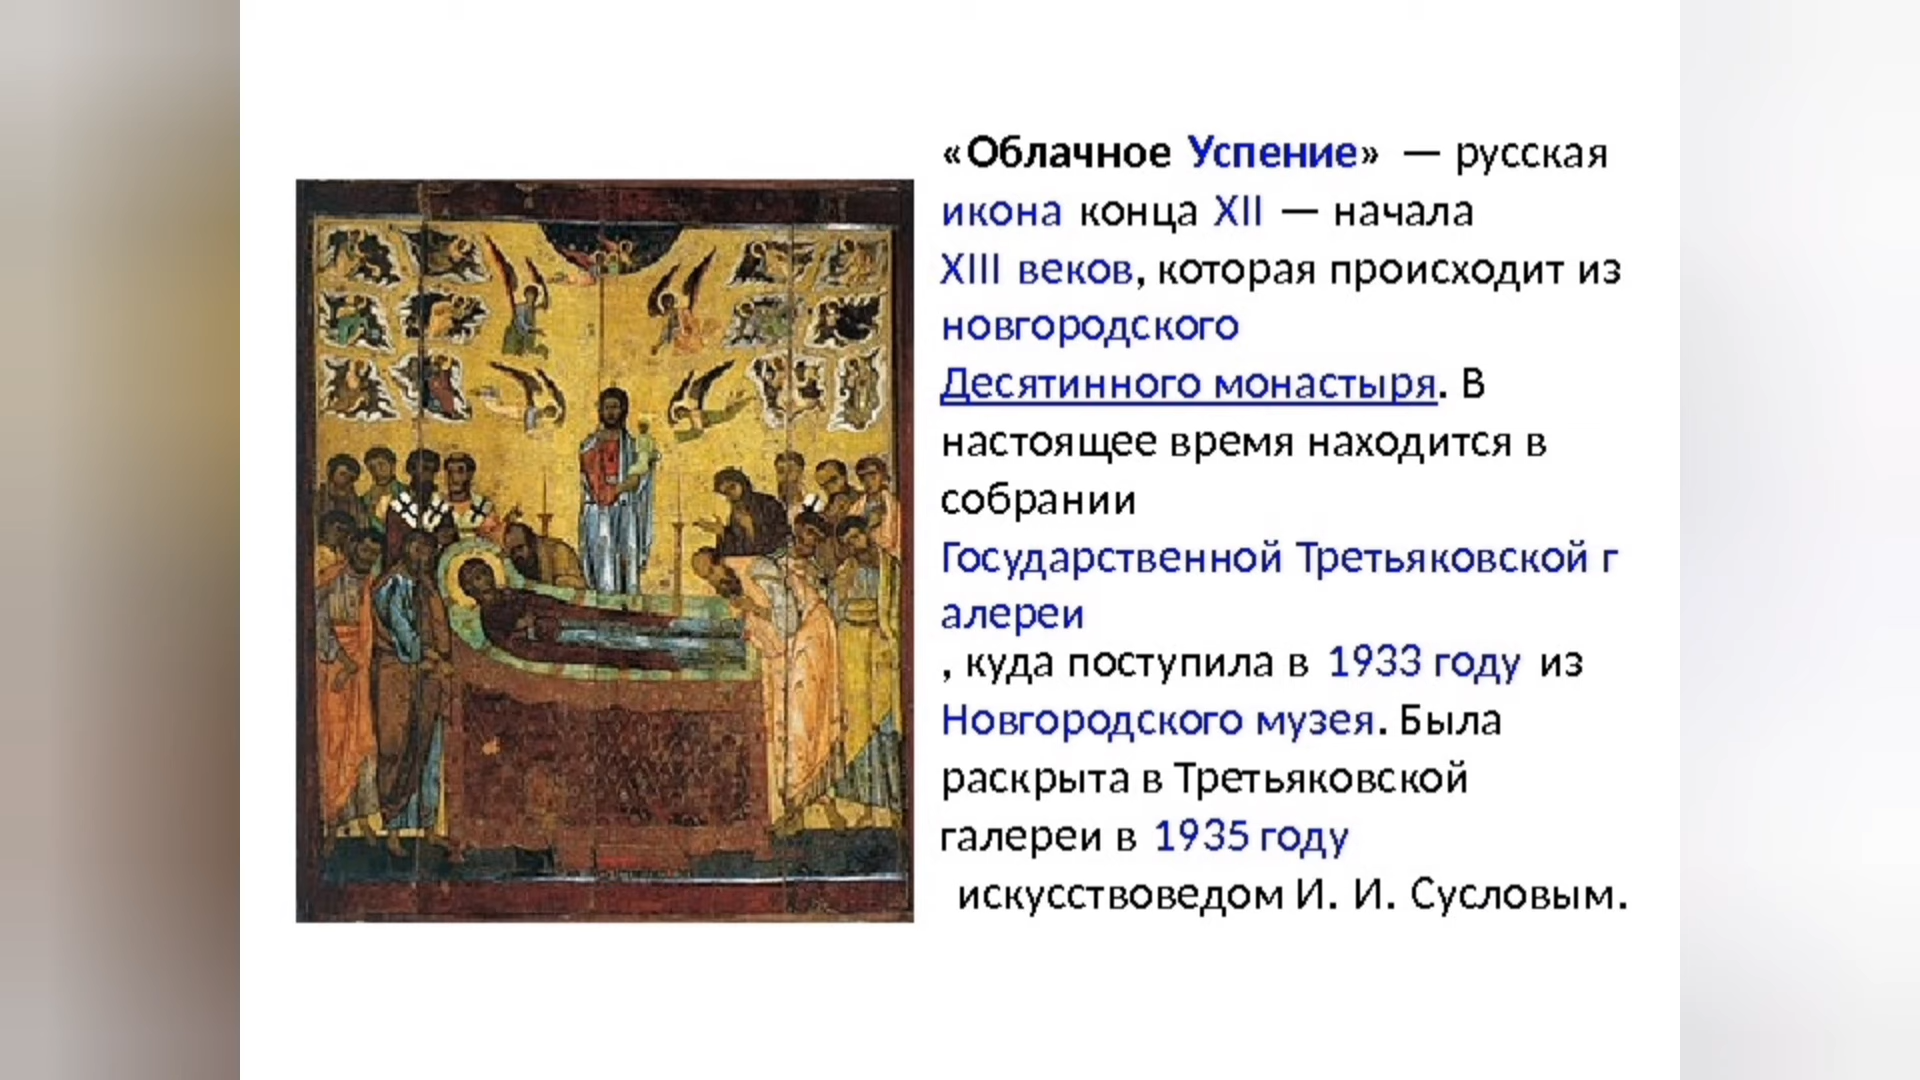 «Облачное Успение» — русская
икона конца XII — начала
XIII веков, которая происходит из
новгородского
Десятинного монастыря. В
настоящее время находится в
собрании
Государственной Третьяковской г
алереи
, куда поступила в 1933 году из
Новгородского музея. Была
раскрыта в Третьяковской
галереи в 1935 году
искусствоведом И. И. Сусловым.